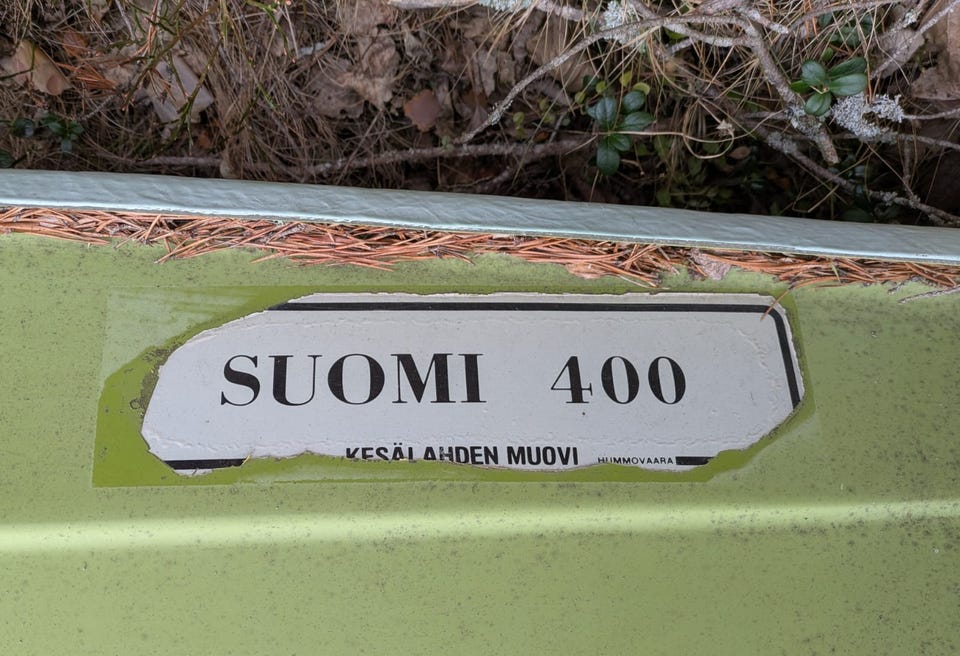 SUOMI 400
KESÄLAHDEN MUOVI HUMMOVAARA